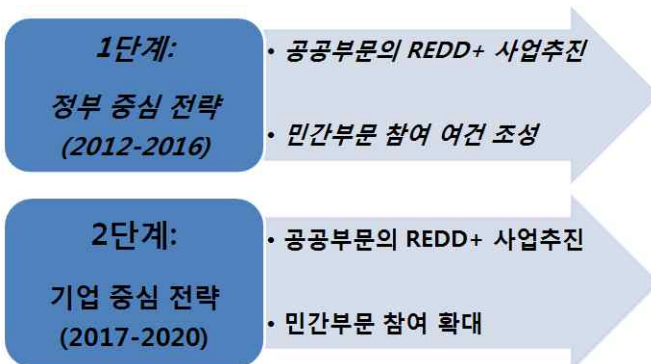 1단계:
정부 중심 전략
(2012-2016)
• 공공부문의 REDD+ 사업추진
• 민간부문 참여 여건 조성
2단계:
기업 중심 전략
(2017-2020)
• 공공부문의 REDD+ 사업추진
• 민간부문 참여 확대